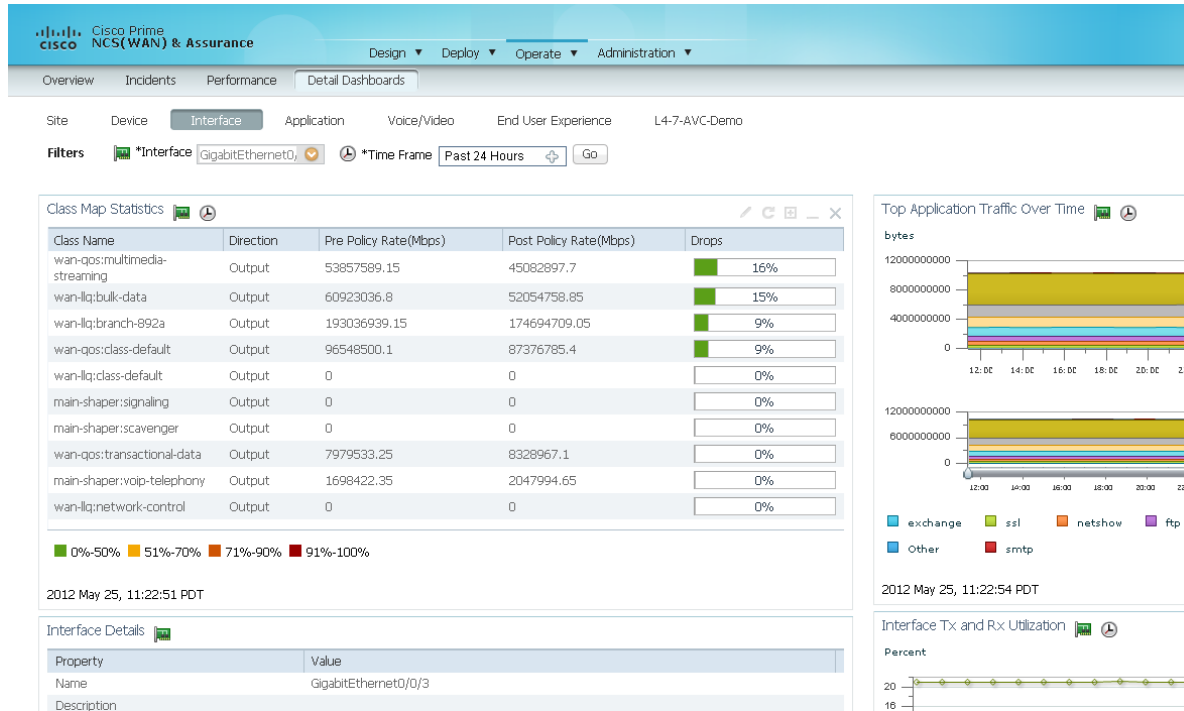 Cisco Prime
cisco NCS(WAN) & Assurance
Design ▼ Deploy ▼ Operate ▼ Administration ▼
Overview Incidents Performance Detail Dashboards
Site Device Interface Application Voice/Video End User Experience L4-7-AVC-Demo
Filters *Interface GigabitEthernet0, *Time Frame Past 24 Hours Go
Class Map Statistics
Class Name Direction Pre Policy Rate(Mbps) Post Policy Rate(Mbps) Drops
wan-qos:multimedia-
streaming Output 53857589.15 45082897.7 16%
wan-llq:bulk-data Output 60923036.8 52054758.85 15%
wan-llq:branch-892a Output 193036939.15 174694709.05 9%
wan-qos:class-default Output 96548500.1 87376785.4 9%
wan-llq:class-default Output 0 0 0%
main-shaper:signaling Output 0 0 0%
main-shaper:scavenger Output 0 0 0%
wan-qos:transactional-data Output 7979533.25 8328967.1 0%
main-shaper:voip-telephony Output 1698422.35 2047994.65 0%
wan-llq:network-control Output 0 0 0%
0%-50% 51%-70% 71%-90% 91%-100%
2012 May 25, 11:22:51 PDT
Interface Details
Property Value
Name GigabitEthernet0/0/3
Description
Top Application Traffic Over Time
bytes
12000000000
8000000000
4000000000
0
12:00 14:00 16:00 18:00 20:00
12000000000
6000000000
0
12:00 14:00 16:00 18:00 20:00
exchange ssl netshow ftp
Other smtp
2012 May 25, 11:22:54 PDT
Interface Tx and Rx Utilization
Percent
20
16